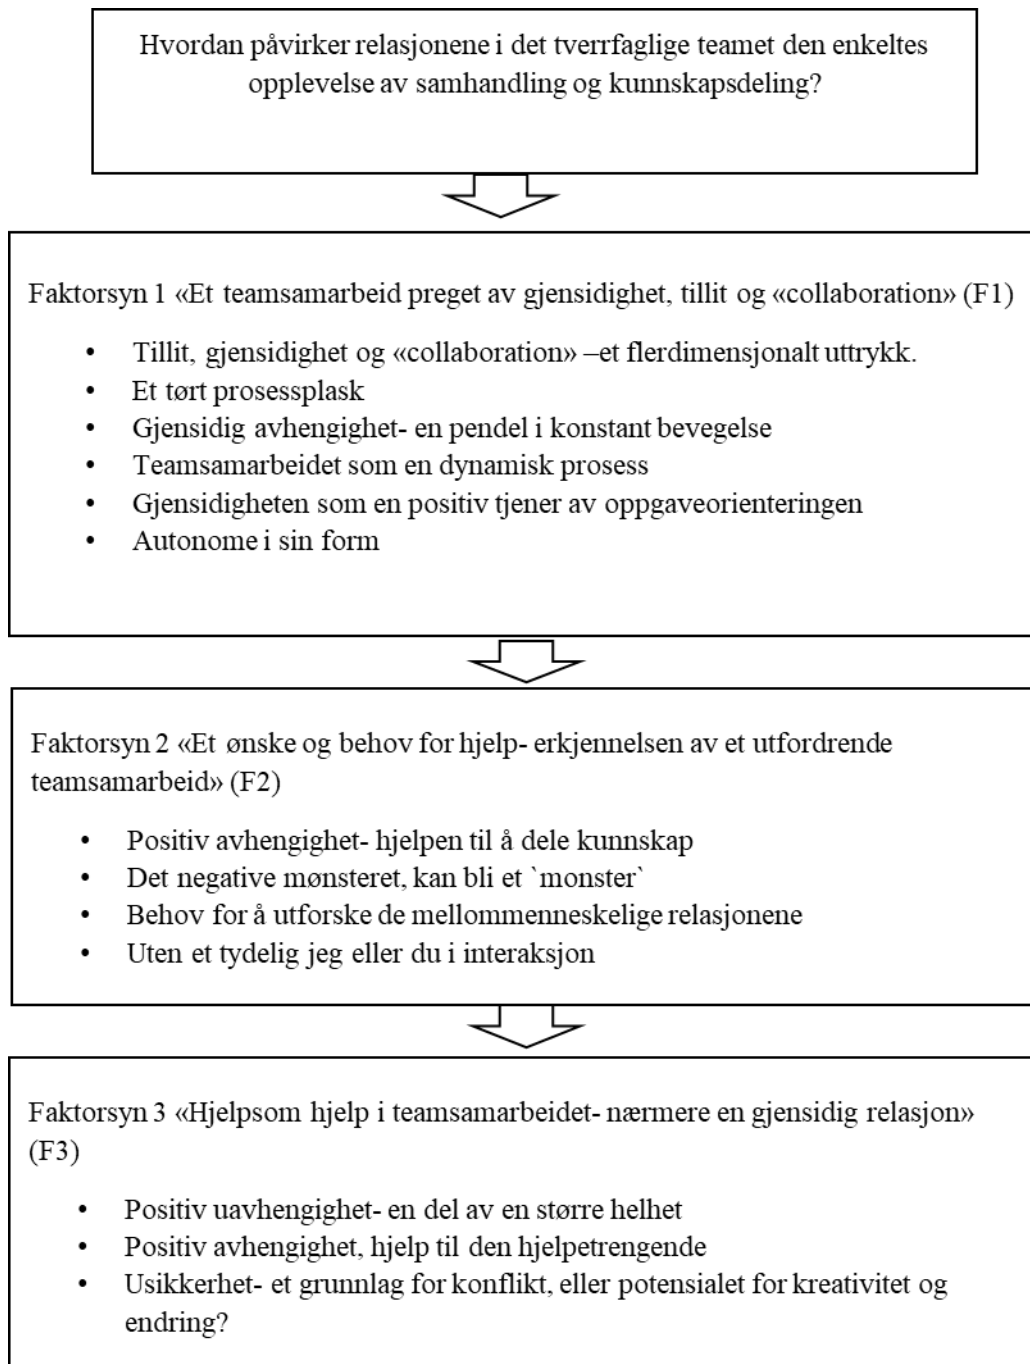 Hvordan påvirker relasjonene i det tverrfaglige teamet den enkeltes
opplevelse av samhandling og kunnskapsdeling?
Faktorsyn 1 «Et teamsamarbeid preget av gjensidighet, tillit og «collaboration» (F1)
• Tillit, gjensidighet og «collaboration» –et flerdimensjonalt uttrykk.
• Et tørt prosessplask
• Gjensidig avhengighet- en pendel i konstant bevegelse
• Teamsamarbeidet som en dynamisk prosess
• Gjensidigheten som en positiv tjener av oppgaveorienteringen
• Autonome i sin form
Faktorsyn 2 «Et ønske og behov for hjelp- erkjennelsen av et utfordrende
teamsamarbeid» (F2)
• Positiv avhengighet- hjelpen til å dele kunnskap
• Det negative mønsteret, kan bli et `monster`
• Behov for å utforske de mellommenneskelige relasjonene
• Uten et tydelig jeg eller du i interaksjon
Faktorsyn 3 «Hjelpsom hjelp i teamsamarbeidet- nærmere en gjensidig relasjon»
(F3)
• Positiv uavhengighet- en del av en større helhet
• Positiv avhengighet, hjelp til den hjelpetrengende
• Usikkerhet- et grunnlag for konflikt, eller potensialet for kreativitet og
endring?